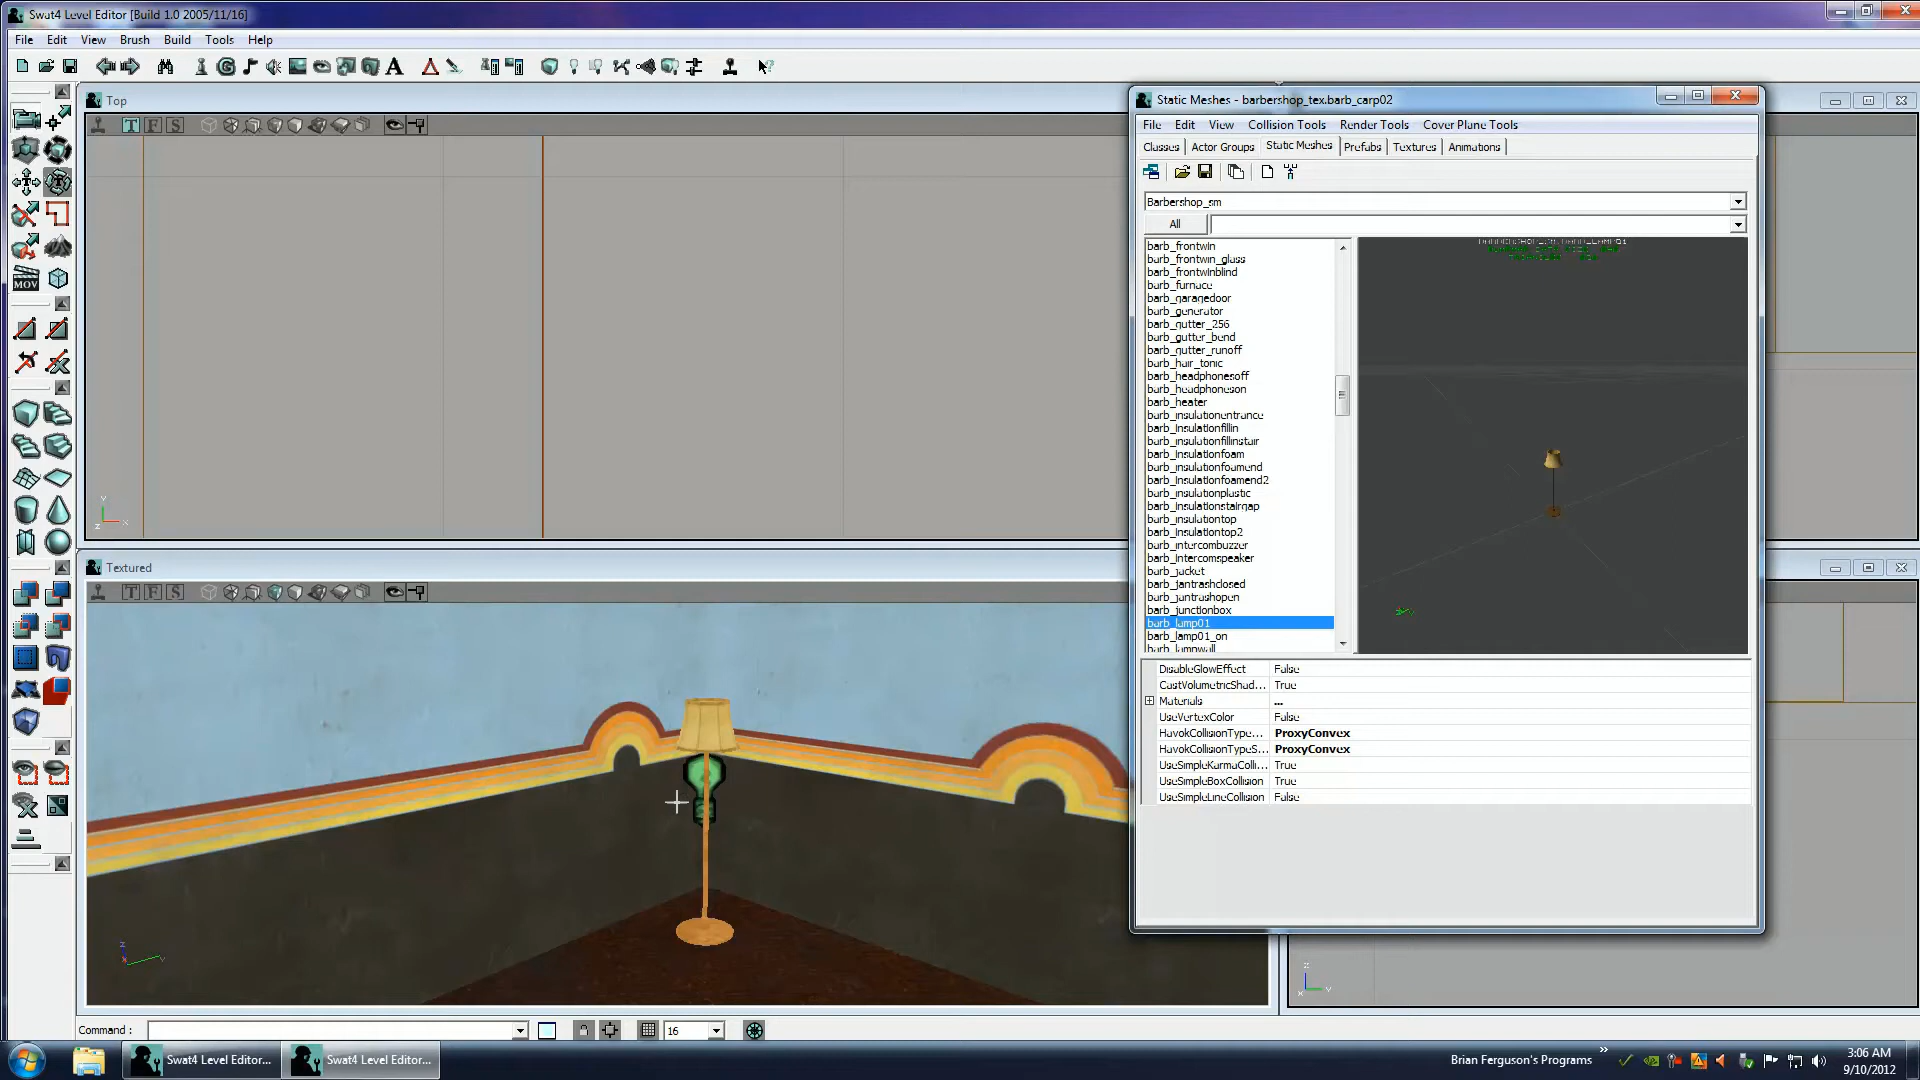 Swat4 Level Editor [Build 1.0 2005/11/16]
File Edit View Brush Build Tools Help
Top
T F S
Textured
T F S
Command :
16
Static Meshes - barbershop_tex.barb_carp02
File Edit View Collision Tools Render Tools Cover Plane Tools
Classes Actor Groups Static Meshes Prefabs Textures Animations
Barbershop_sm
All
barb_frontwin
barb_frontwin_glass
barb_frontwinblind
barb_furnace
barb_garagedoor
barb_generator
barb_gutter_256
barb_gutter_bend
barb_gutter_runoff
barb_hair_tonic
barb_headphonesoff
barb_headphoneson
barb_heater
barb_insulationentrance
barb_insulationfillin
barb_insulationfillinstair
barb_insulationfoam
barb_insulationfoamend
barb_insulationfoamend2
barb_insulationplastic
barb_insulationstairgap
barb_insulationtop
barb_insulationtop2
barb_intercombuzzer
barb_intercomspeaker
barb_jacket
barb_jantrashclosed
barb_jantrashopen
barb_junctionbox
barb_lamp01
barb_lamp01_on
barb_lampwall
DisableGlowEffect False
CastVolumetricShad... True
Materials ...
UseVertexColor False
HavokCollisionType... ProxyConvex
HavokCollisionTypeS... ProxyConvex
UseSimpleKarmaColli... True
UseSimpleBoxCollision True
UseSimpleLineCollision False
Swat4 Level Editor...
Swat4 Level Editor...
Brian Ferguson's Programs
3:06 AM
9/10/2012